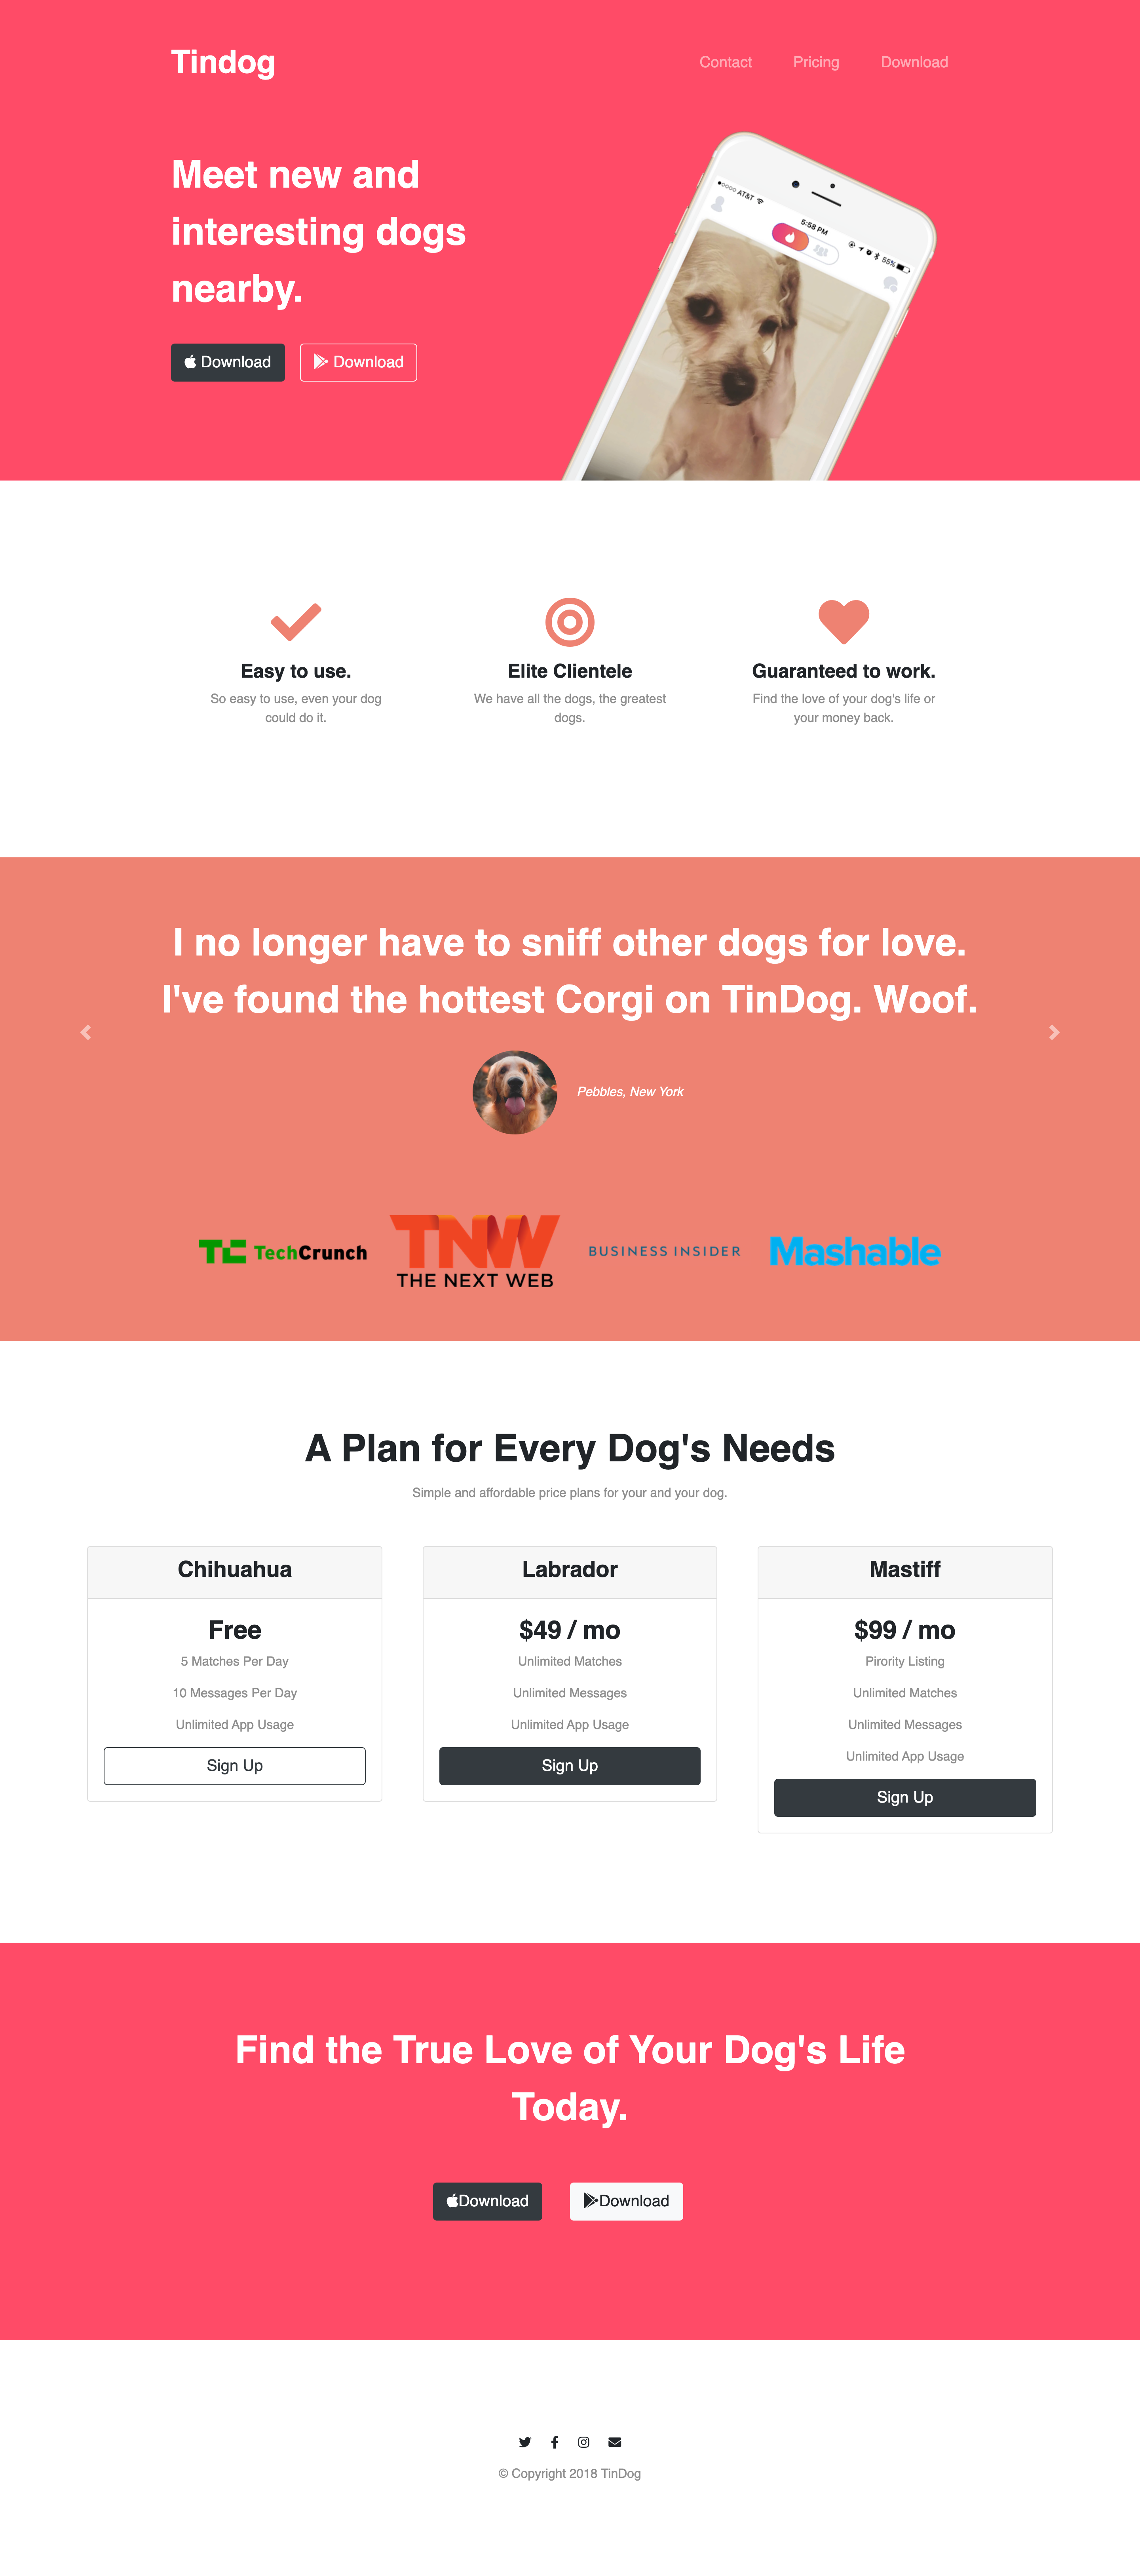 Tindog
Contact Pricing Download
Meet new and
interesting dogs
nearby.
Download Download
AT&T 5:58 PM 55%
Easy to use.
So easy to use, even your dog
could do it.
Elite Clientele
We have all the dogs, the greatest
dogs.
Guaranteed to work.
Find the love of your dog's life or
your money back.
I no longer have to sniff other dogs for love.
I've found the hottest Corgi on TinDog. Woof.
Pebbles, New York
TC TechCrunch
TNW
THE NEXT WEB
BUSINESS INSIDER
Mashable
A Plan for Every Dog's Needs
Simple and affordable price plans for your and your dog.
Chihuahua
Free
5 Matches Per Day
10 Messages Per Day
Unlimited App Usage
Sign Up
Labrador
$49 / mo
Unlimited Matches
Unlimited Messages
Unlimited App Usage
Sign Up
Mastiff
$99 / mo
Pirority Listing
Unlimited Matches
Unlimited Messages
Unlimited App Usage
Sign Up
Find the True Love of Your Dog's Life
Today.
Download Download
© Copyright 2018 TinDog